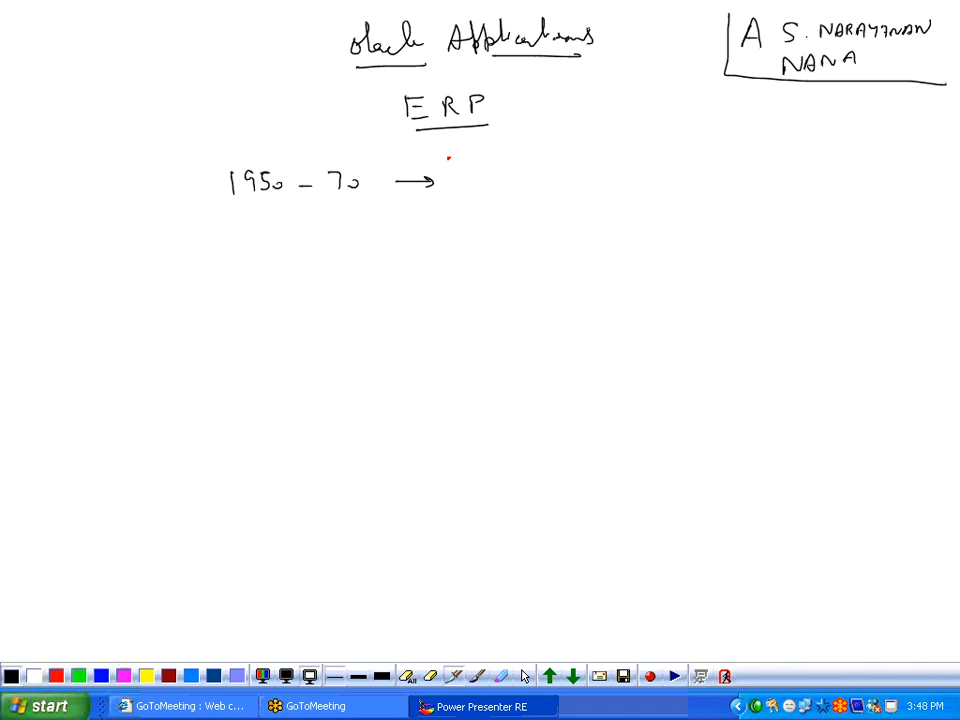 Oracle Applications
A S. NARAYANAN
NANA
ERP
1950 - 70 →
start
GoToMeeting : Web c...
GoToMeeting
Power Presenter RE
3:48 PM